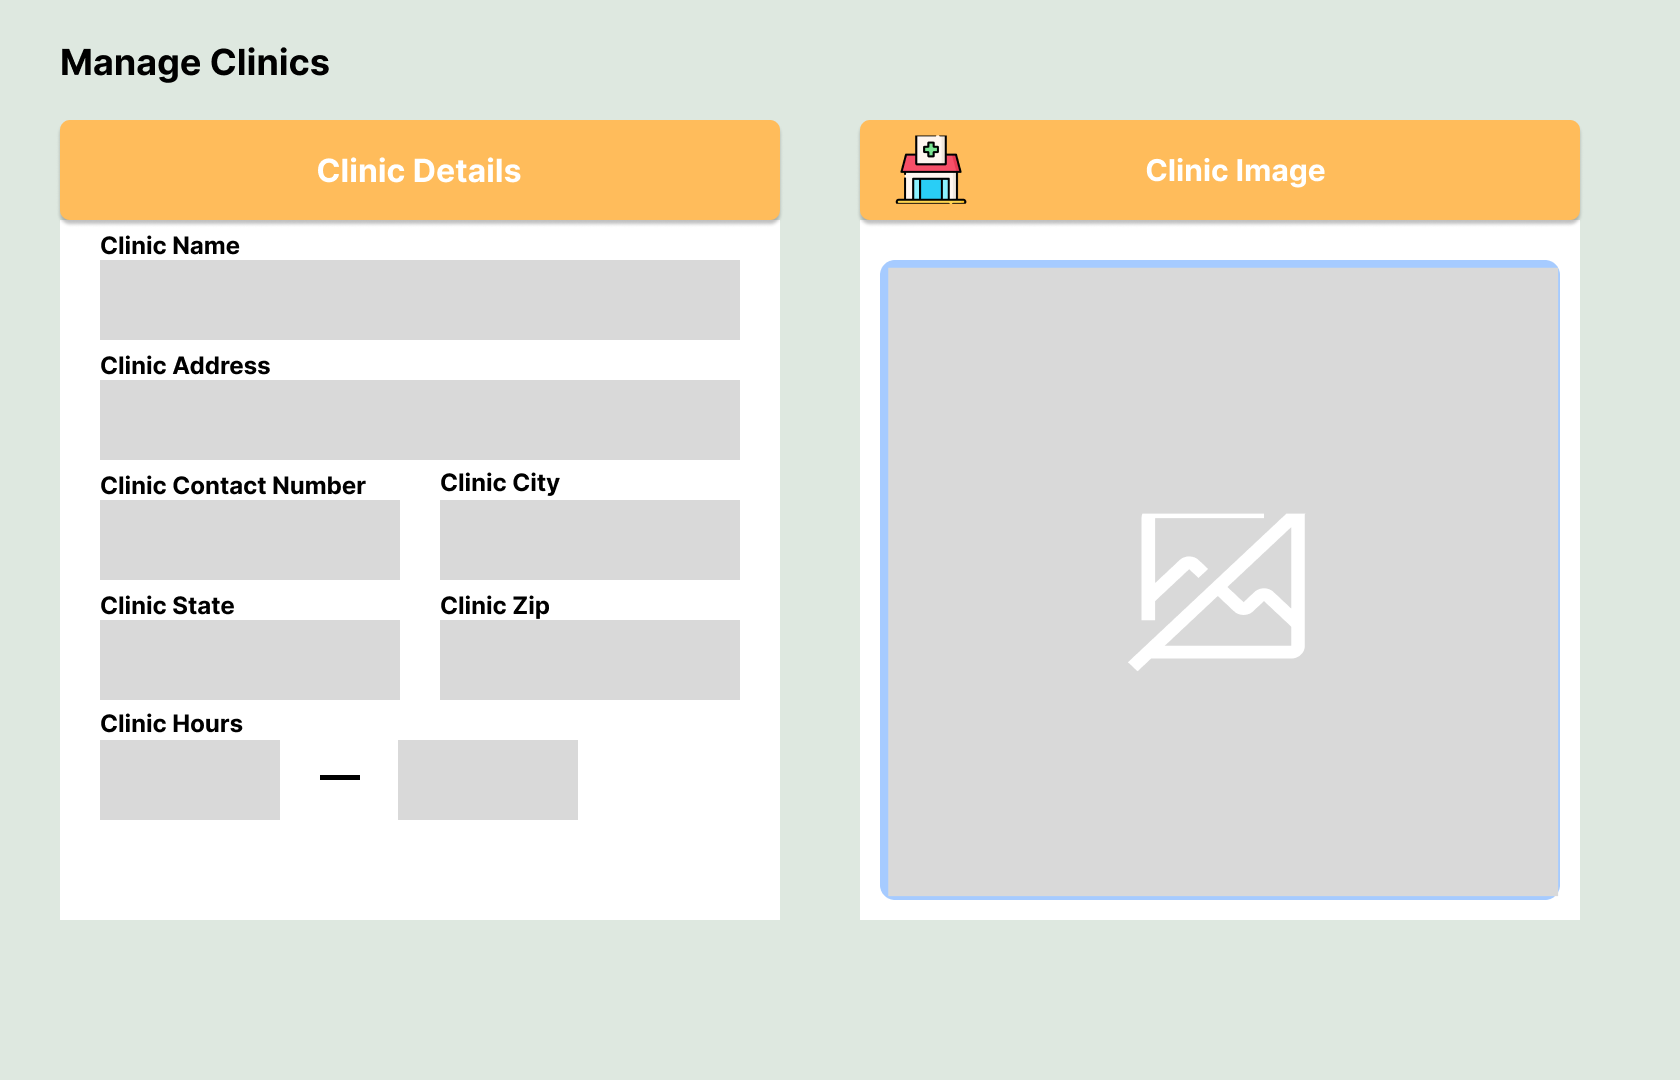 Manage Clinics
Clinic Details
Clinic Name
Clinic Address
Clinic Contact Number
Clinic City
Clinic State
Clinic Zip
Clinic Hours
Clinic Image